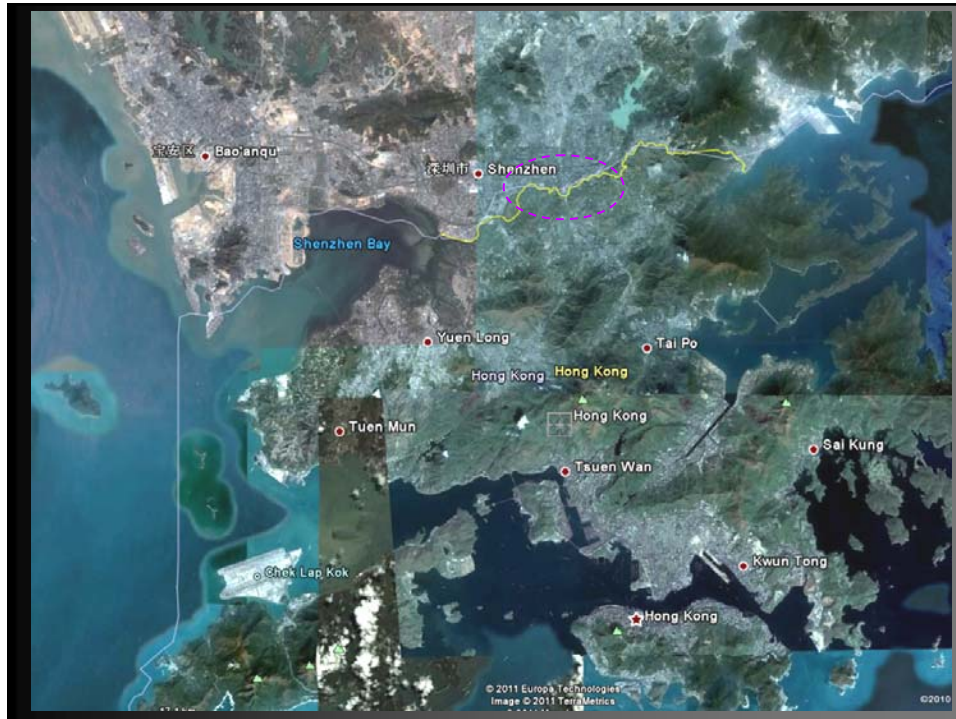 宝安区 Bao'anqu
深圳市 Shenzhen
Shenzhen Bay
Yuen Long
Tai Po
Hong Kong Hong Kong
Hong Kong
Tuen Mun
Sai Kung
Tsuen Wan
Kwun Tong
Chek Lap Kok
Hong Kong
© 2011 Europa Technologies
Image © 2011 TerraMetrics
©2010